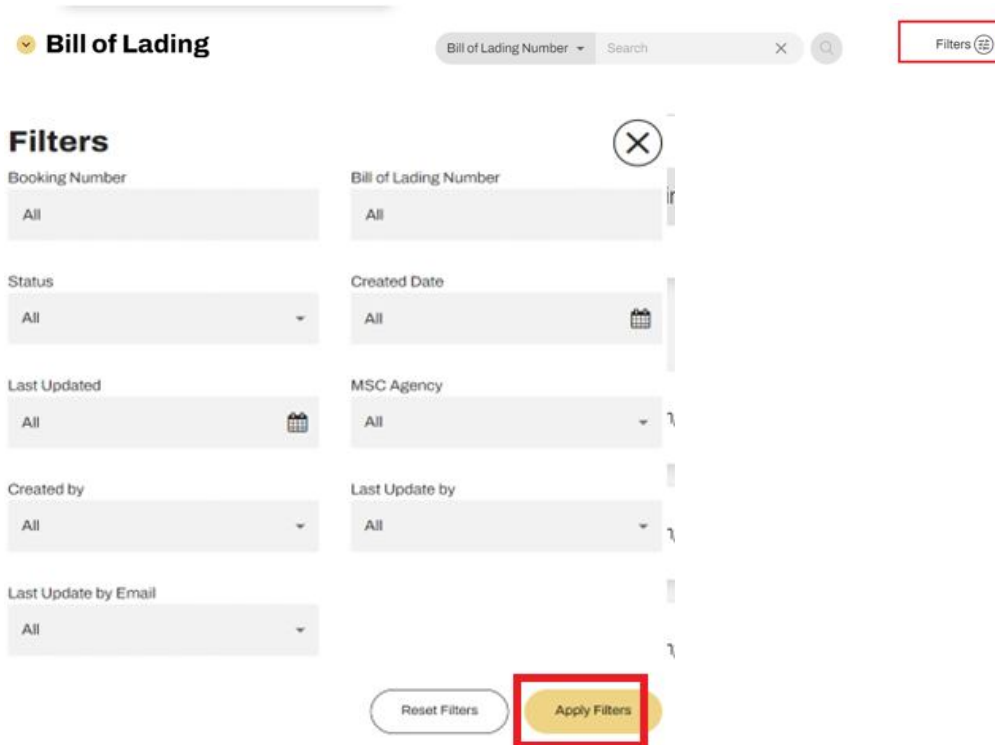 Bill of Lading
Bill of Lading Number Search
Filters
Filters
Booking Number Bill of Lading Number
All All
Status Created Date
All All
Last Updated MSC Agency
All All
Created by Last Update by
All All
Last Update by Email
All
Reset Filters Apply Filters